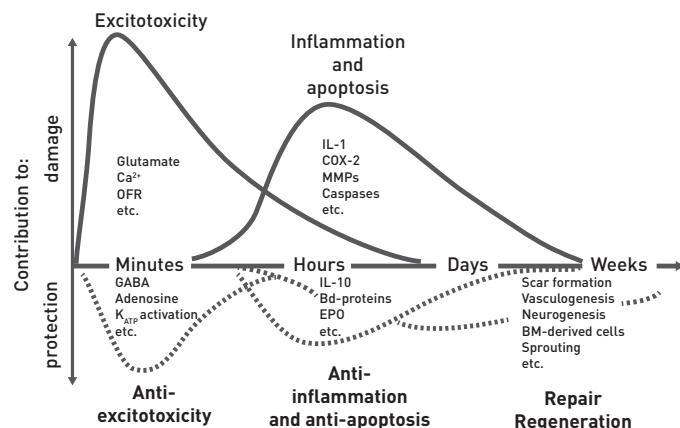 Excitotoxicity
Inflammation
and
apoptosis
Contribution to:
damage
protection
Glutamate
Ca²⁺
OFR
etc.
IL-1
COX-2
MMPs
Caspases
etc.
Minutes
Hours
Days
Weeks
GABA
Adenosine
K_ATP activation
etc.
IL-10
Bd-proteins
EPO
etc.
Scar formation
Vasculogenesis
Neurogenesis
BM-derived cells
Sprouting
etc.
Anti-
excitotoxicity
Anti-
inflammation
and anti-apoptosis
Repair
Regeneration